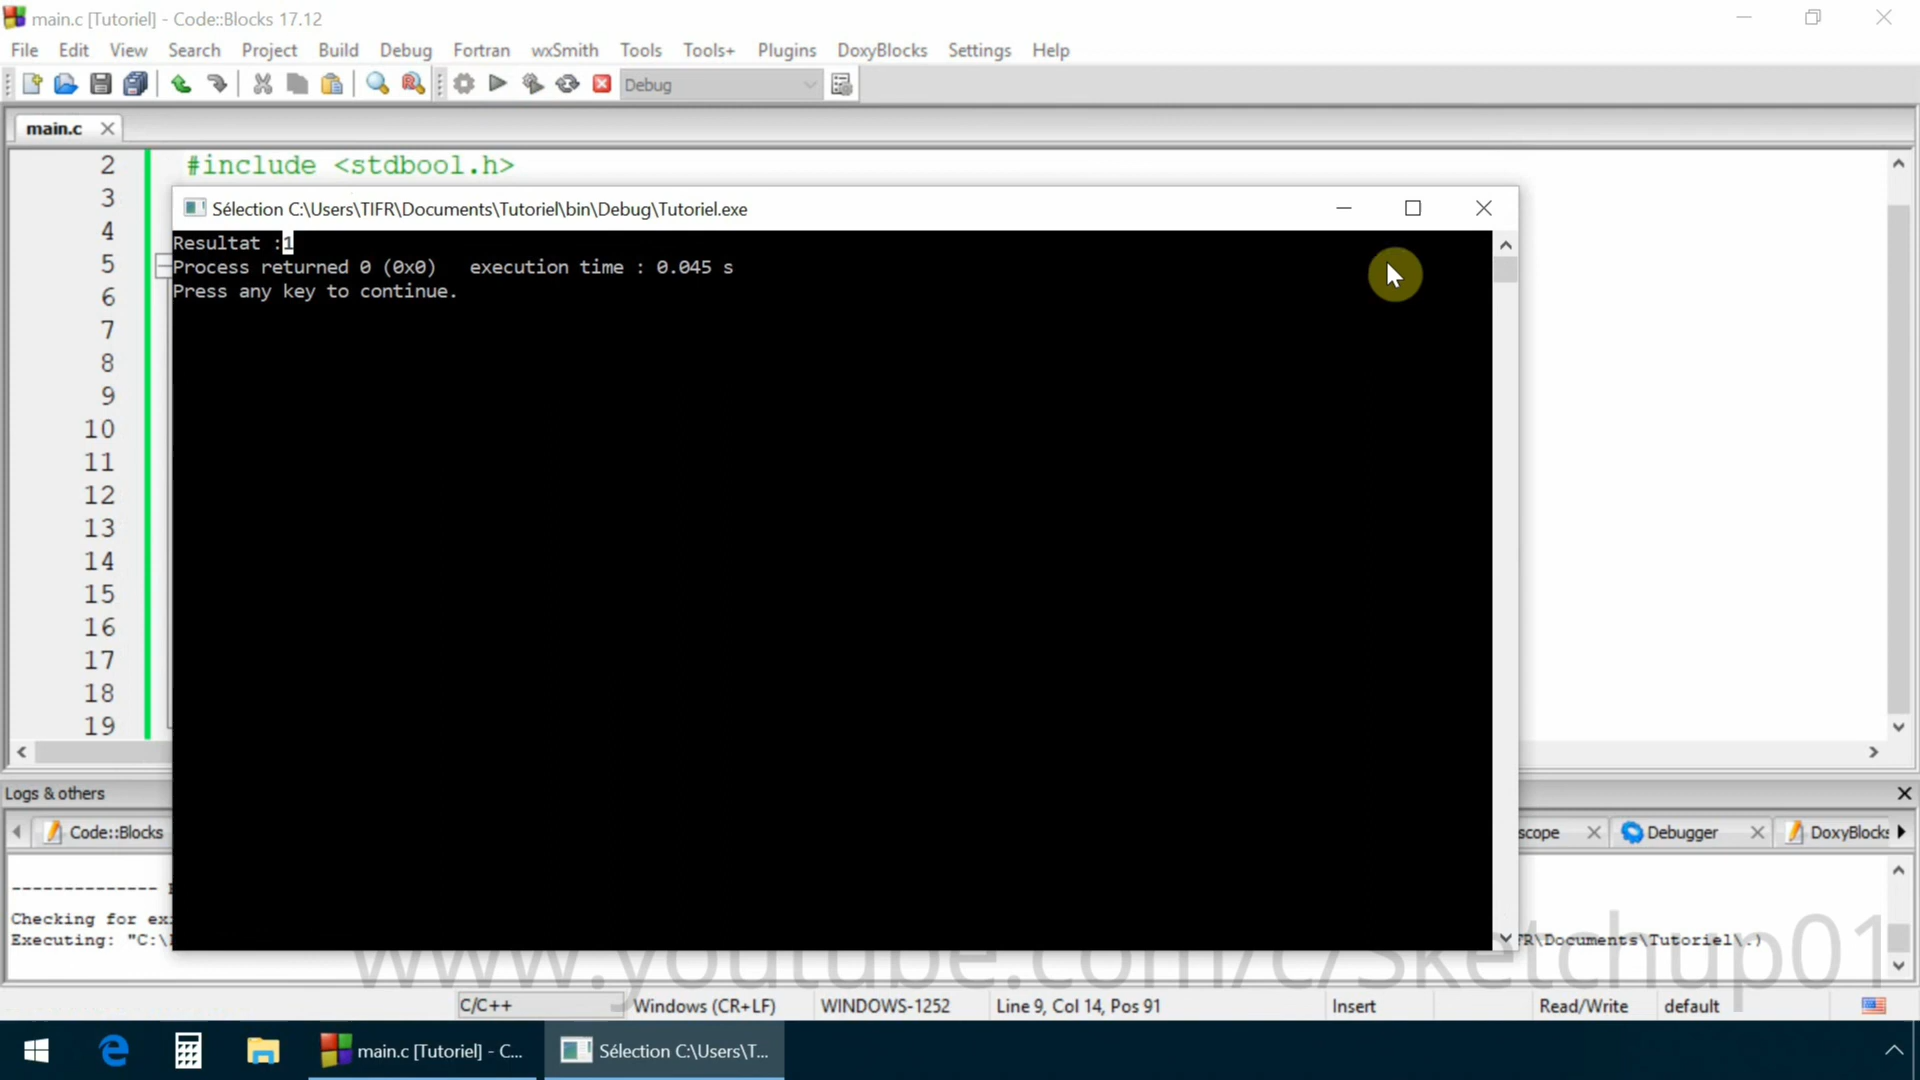 main.c [Tutoriel] - Code::Blocks 17.12
File Edit View Search Project Build Debug Fortran wxSmith Tools Tools+ Plugins DoxyBlocks Settings Help
Debug
main.c
2 #include <stdbool.h>
3
Sélection C:\Users\TIFR\Documents\Tutoriel\bin\Debug\Tutoriel.exe
4
Resultat :1
5
Process returned 0 (0x0) execution time : 0.045 s
6
Press any key to continue.
7
8
9
10
11
12
13
14
15
16
17
18
19
Logs & others
Code::Blocks scope Debugger DoxyBlocks
--------------
Checking for
Executing: "C:\ FR\Documents\Tutoriel\.)
www.youtube.com/c/Sketchup01
C/C++ Windows (CR+LF) WINDOWS-1252 Line 9, Col 14, Pos 91 Insert Read/Write default
main.c [Tutoriel] - C... Sélection C:\Users\T...